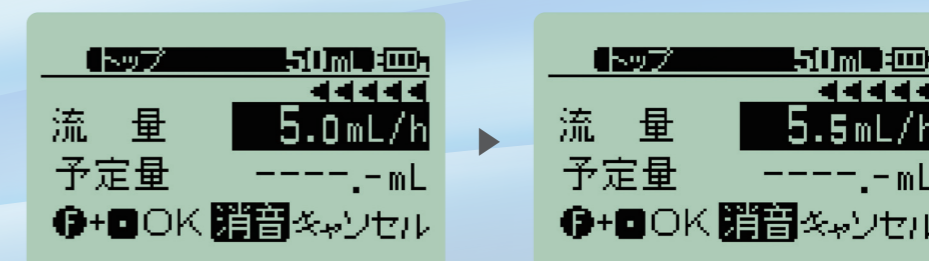 トップ 50mL
流 量 5.0mL/h
予定量 ----.-mL
F+■OK 消音キャンセル
トップ 50mL
流 量 5.5mL/h
予定量 ----.-mL
F+■OK 消音キャンセル